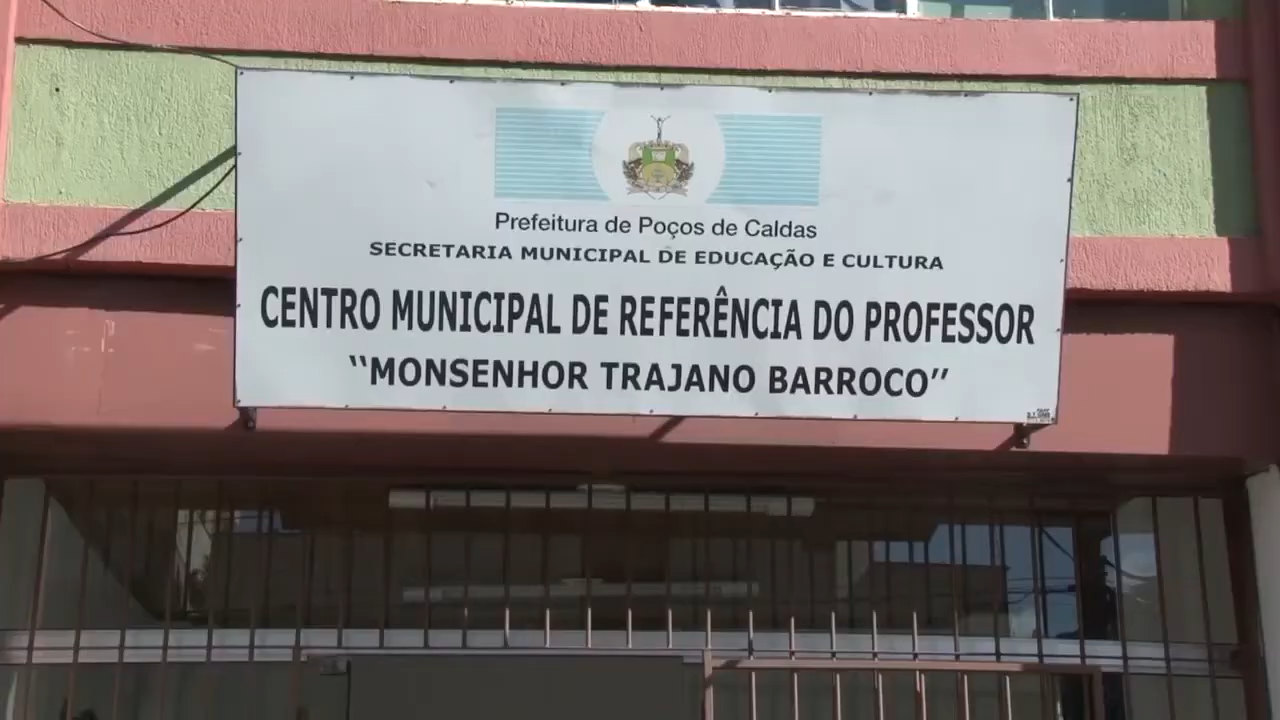 Prefeitura de Poços de Caldas
SECRETARIA MUNICIPAL DE EDUCAÇÃO E CULTURA
CENTRO MUNICIPAL DE REFERÊNCIA DO PROFESSOR
‘‘MONSENHOR TRAJANO BARROCO’’